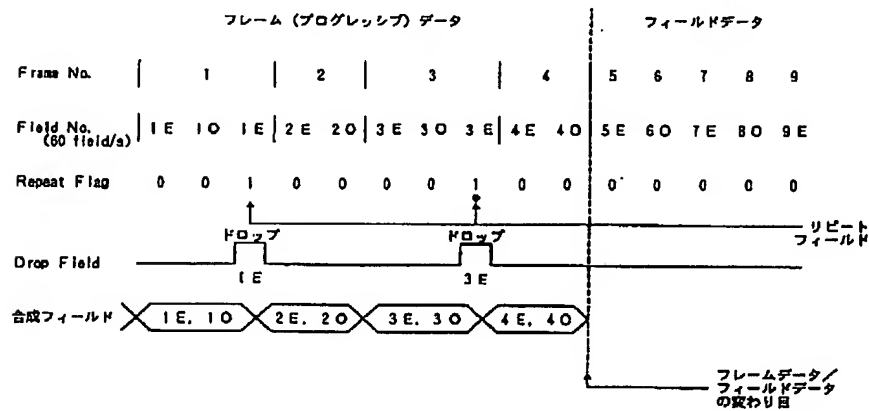 フレーム (プログレッシブ) データ フィールドデータ
Frame No. 1 2 3 4 5 6 7 8 9
Field No. 1E 1O 1E 2E 2O 3E 3O 3E 4E 4O 5E 6O 7E 8O 9E
(60 field/s)
Repeat Flag 0 0 1 0 0 0 0 1 0 0 0 0 0 0 0
リピート
フィールド
ドロップ ドロップ
Drop Field
1E 3E
合成フィールド 1E, 1O 2E, 2O 3E, 3O 4E, 4O
フレームデータ/
フィールドデータ
の変わり目